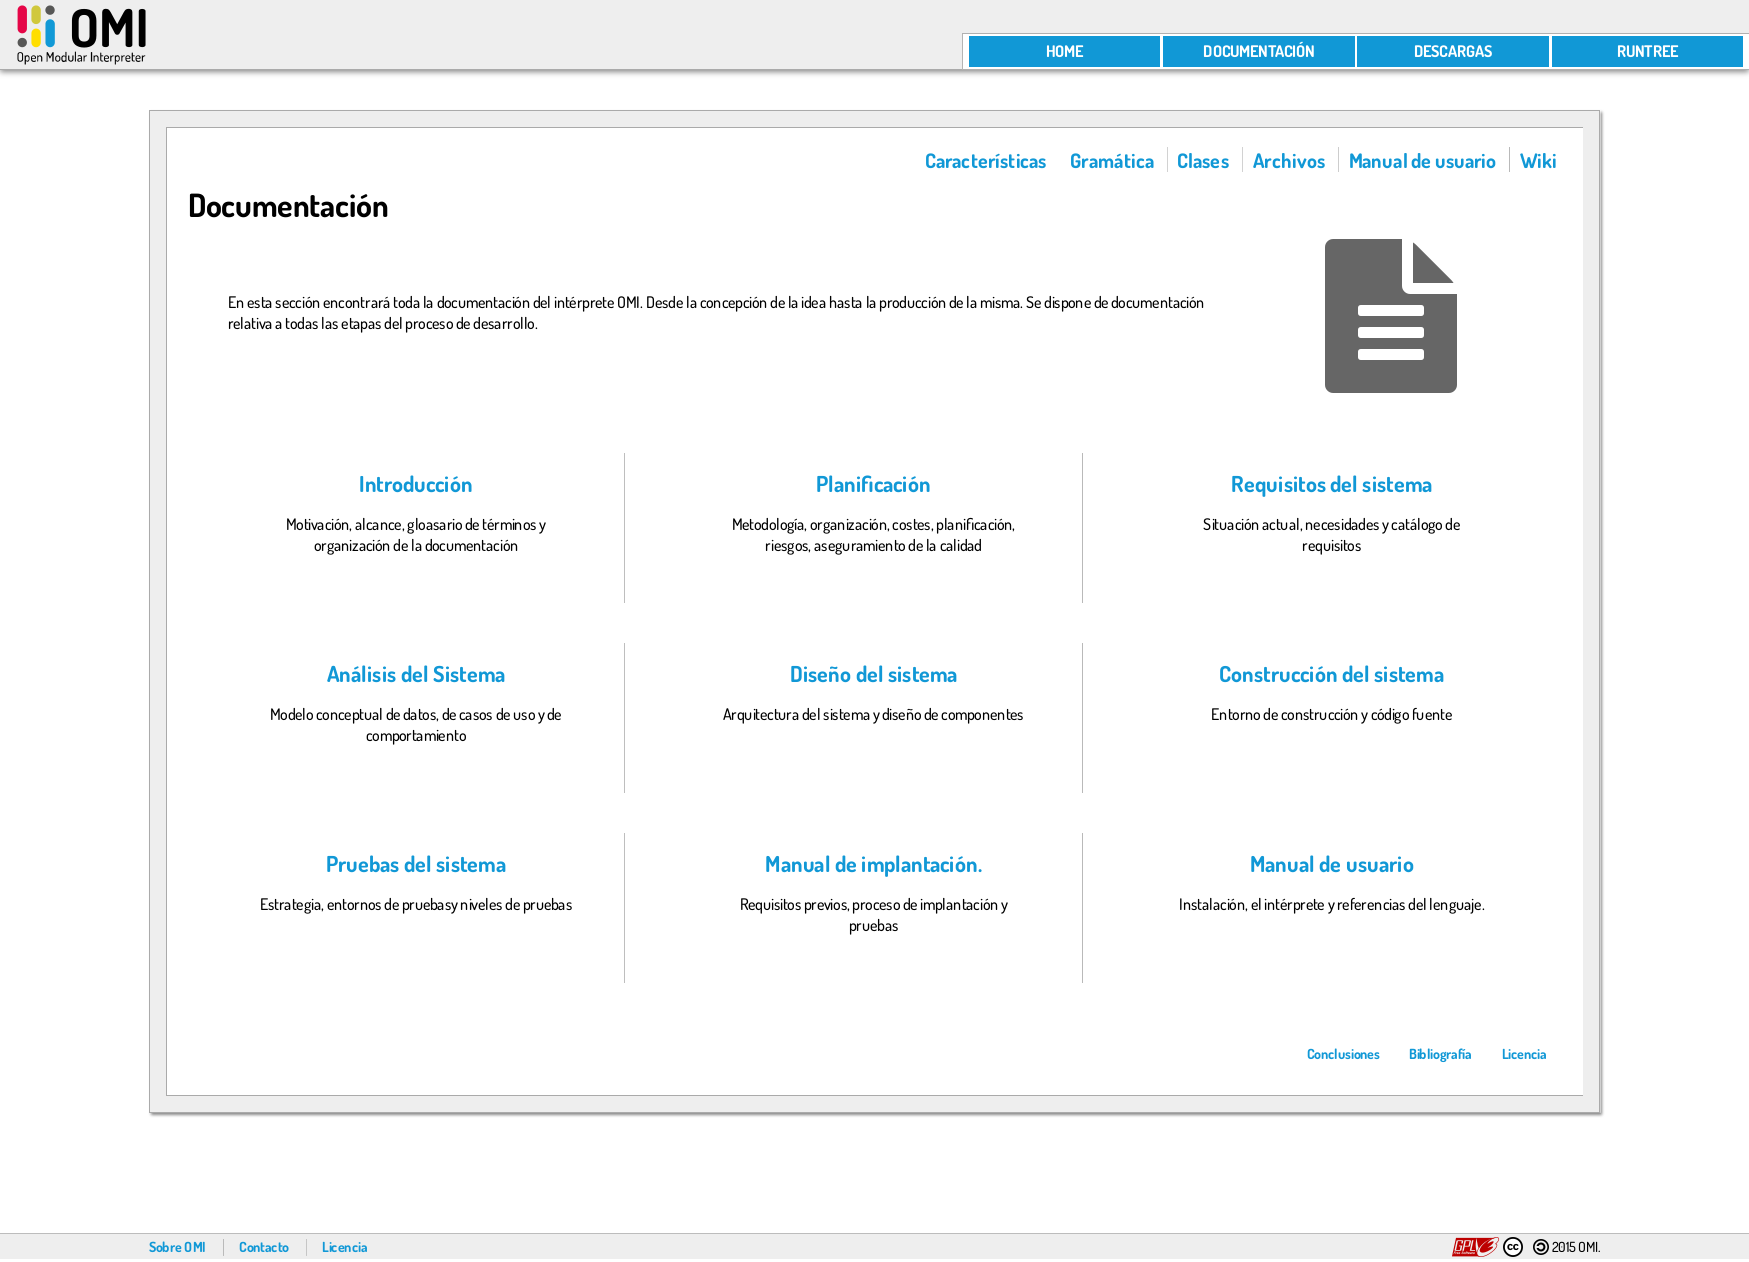 OMI
Open Modular Interpreter
HOME DOCUMENTACIÓN DESCARGAS RUNTREE
Características Gramática Clases Archivos Manual de usuario Wiki
Documentación
En esta sección encontrará toda la documentación del intérprete OMI. Desde la concepción de la idea hasta la producción de la misma. Se dispone de documentación
relativa a todas las etapas del proceso de desarrollo.
Introducción
Motivación, alcance, gloasario de términos y
organización de la documentación
Planificación
Metodología, organización, costes, planificación,
riesgos, aseguramiento de la calidad
Requisitos del sistema
Situación actual, necesidades y catálogo de
requisitos
Análisis del Sistema
Modelo conceptual de datos, de casos de uso y de
comportamiento
Diseño del sistema
Arquitectura del sistema y diseño de componentes
Construcción del sistema
Entorno de construcción y código fuente
Pruebas del sistema
Estrategia, entornos de pruebasy niveles de pruebas
Manual de implantación.
Requisitos previos, proceso de implantación y
pruebas
Manual de usuario
Instalación, el intérprete y referencias del lenguaje.
Conclusiones Bibliografía Licencia
Sobre OMI Contacto Licencia
GPL v3 cc 2015 OMI.